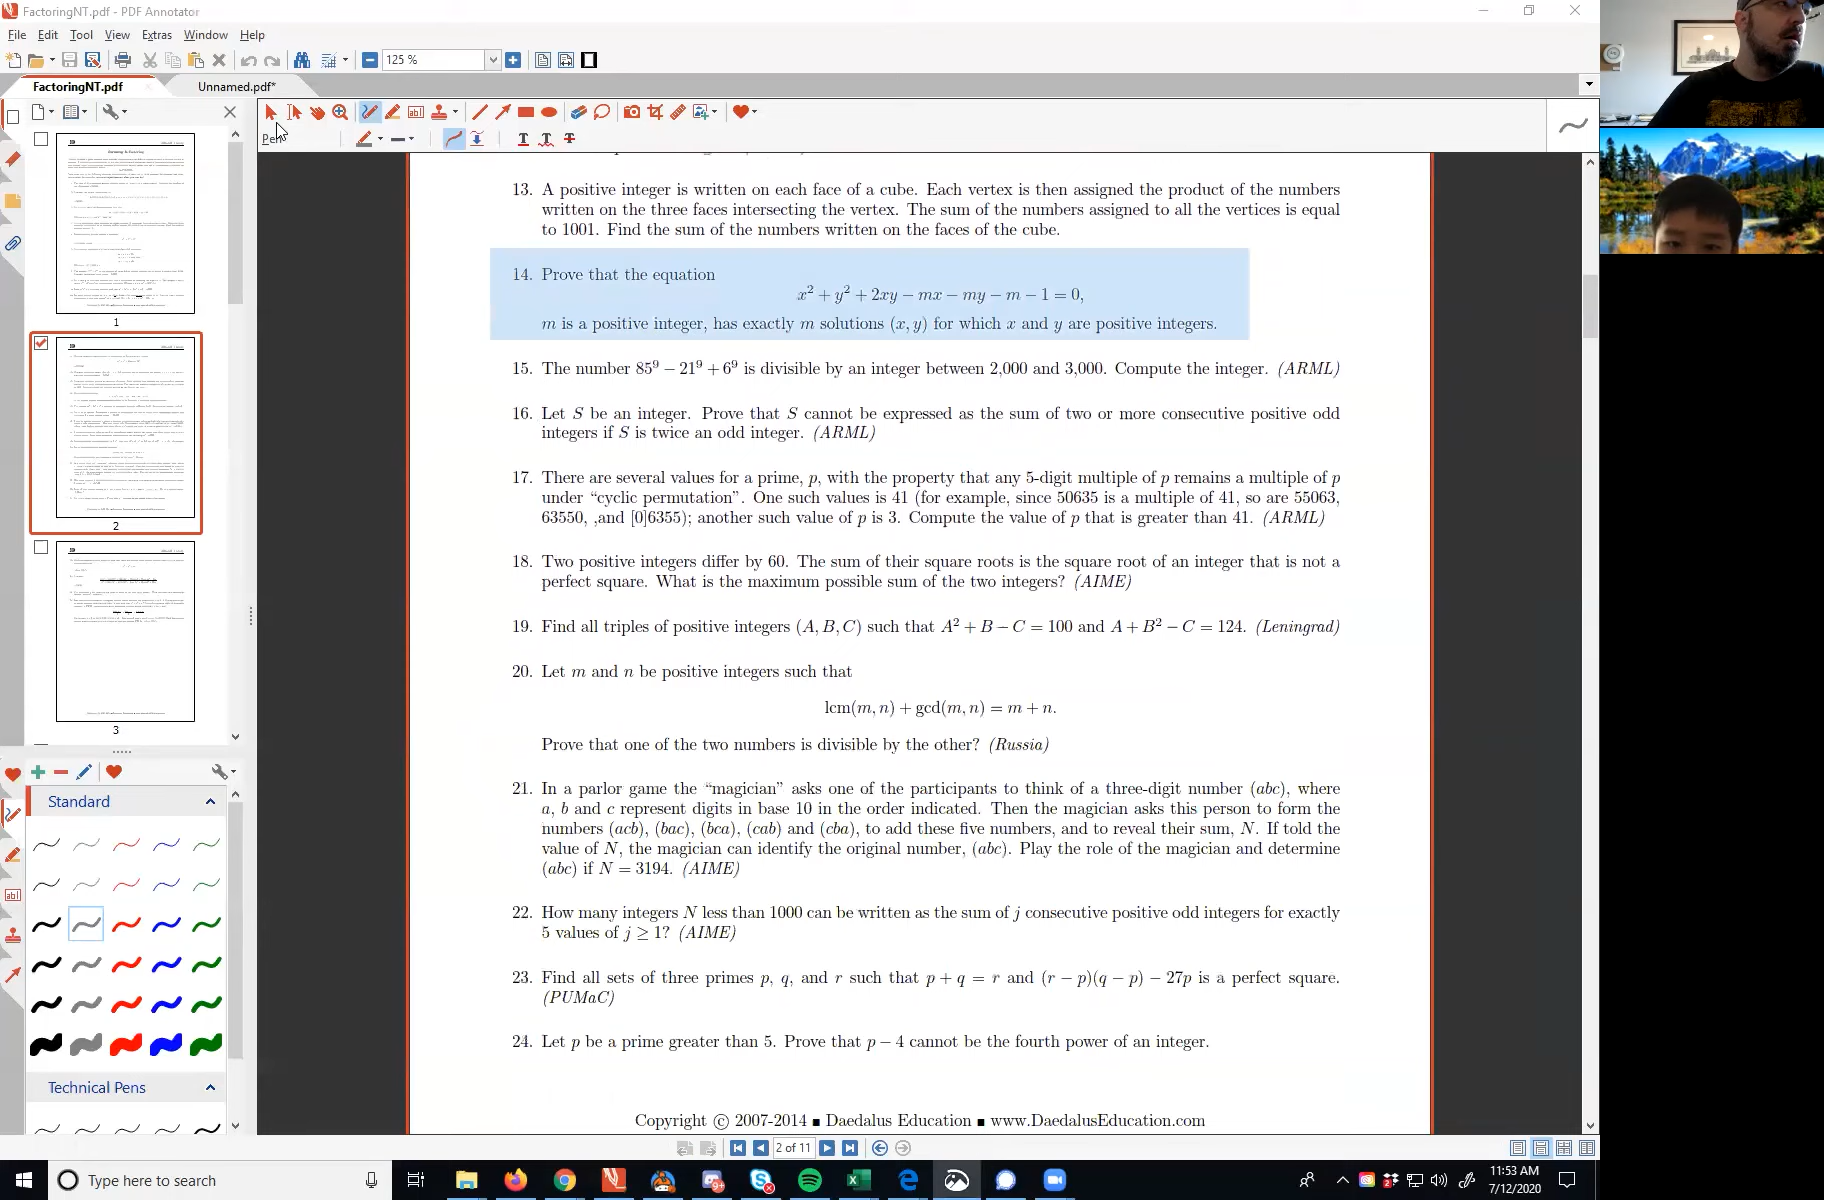 FactoringNT.pdf - PDF Annotator
File Edit Tool View Extras Window Help
125 %
FactoringNT.pdf
Unnamed.pdf*
Pen
13. A positive integer is written on each face of a cube. Each vertex is then assigned the product of the numbers
written on the three faces intersecting the vertex. The sum of the numbers assigned to all the vertices is equal
to 1001. Find the sum of the numbers written on the faces of the cube.
14. Prove that the equation
x² + y² + 2xy − mx − my − m − 1 = 0,
m is a positive integer, has exactly m solutions (x, y) for which x and y are positive integers.
15. The number 85⁹ − 21⁹ + 6⁹ is divisible by an integer between 2,000 and 3,000. Compute the integer. (ARML)
16. Let S be an integer. Prove that S cannot be expressed as the sum of two or more consecutive positive odd
integers if S is twice an odd integer. (ARML)
17. There are several values for a prime, p, with the property that any 5-digit multiple of p remains a multiple of p
under “cyclic permutation”. One such values is 41 (for example, since 50635 is a multiple of 41, so are 55063,
63550, ,and [0]6355); another such value of p is 3. Compute the value of p that is greater than 41. (ARML)
18. Two positive integers differ by 60. The sum of their square roots is the square root of an integer that is not a
perfect square. What is the maximum possible sum of the two integers? (AIME)
19. Find all triples of positive integers (A, B, C) such that A² + B − C = 100 and A + B² − C = 124. (Leningrad)
20. Let m and n be positive integers such that
lcm(m, n) + gcd(m, n) = m + n.
Prove that one of the two numbers is divisible by the other? (Russia)
21. In a parlor game the “magician” asks one of the participants to think of a three-digit number (abc), where
a, b and c represent digits in base 10 in the order indicated. Then the magician asks this person to form the
numbers (acb), (bac), (bca), (cab) and (cba), to add these five numbers, and to reveal their sum, N. If told the
value of N, the magician can identify the original number, (abc). Play the role of the magician and determine
(abc) if N = 3194. (AIME)
22. How many integers N less than 1000 can be written as the sum of j consecutive positive odd integers for exactly
5 values of j ≥ 1? (AIME)
23. Find all sets of three primes p, q, and r such that p + q = r and (r − p)(q − p) − 27p is a perfect square.
(PUMaC)
24. Let p be a prime greater than 5. Prove that p − 4 cannot be the fourth power of an integer.
Copyright © 2007-2014 ■ Daedalus Education ■ www.DaedalusEducation.com
1
2
3
Standard
Technical Pens
2 of 11
Type here to search
11:53 AM
7/12/2020